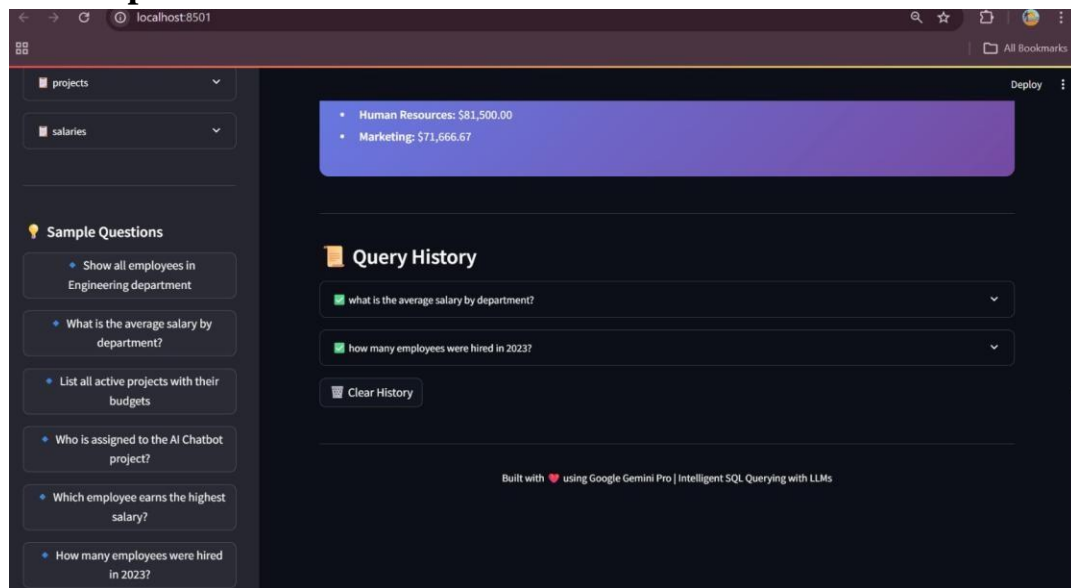 localhost:8501
All Bookmarks
projects
salaries
Sample Questions
Show all employees in
Engineering department
What is the average salary by
department?
List all active projects with their
budgets
Who is assigned to the AI Chatbot
project?
Which employee earns the highest
salary?
How many employees were hired
in 2023?
Deploy
• Human Resources: $81,500.00
• Marketing: $71,666.67
Query History
what is the average salary by department?
how many employees were hired in 2023?
Clear History
Built with ❤️ using Google Gemini Pro | Intelligent SQL Querying with LLMs